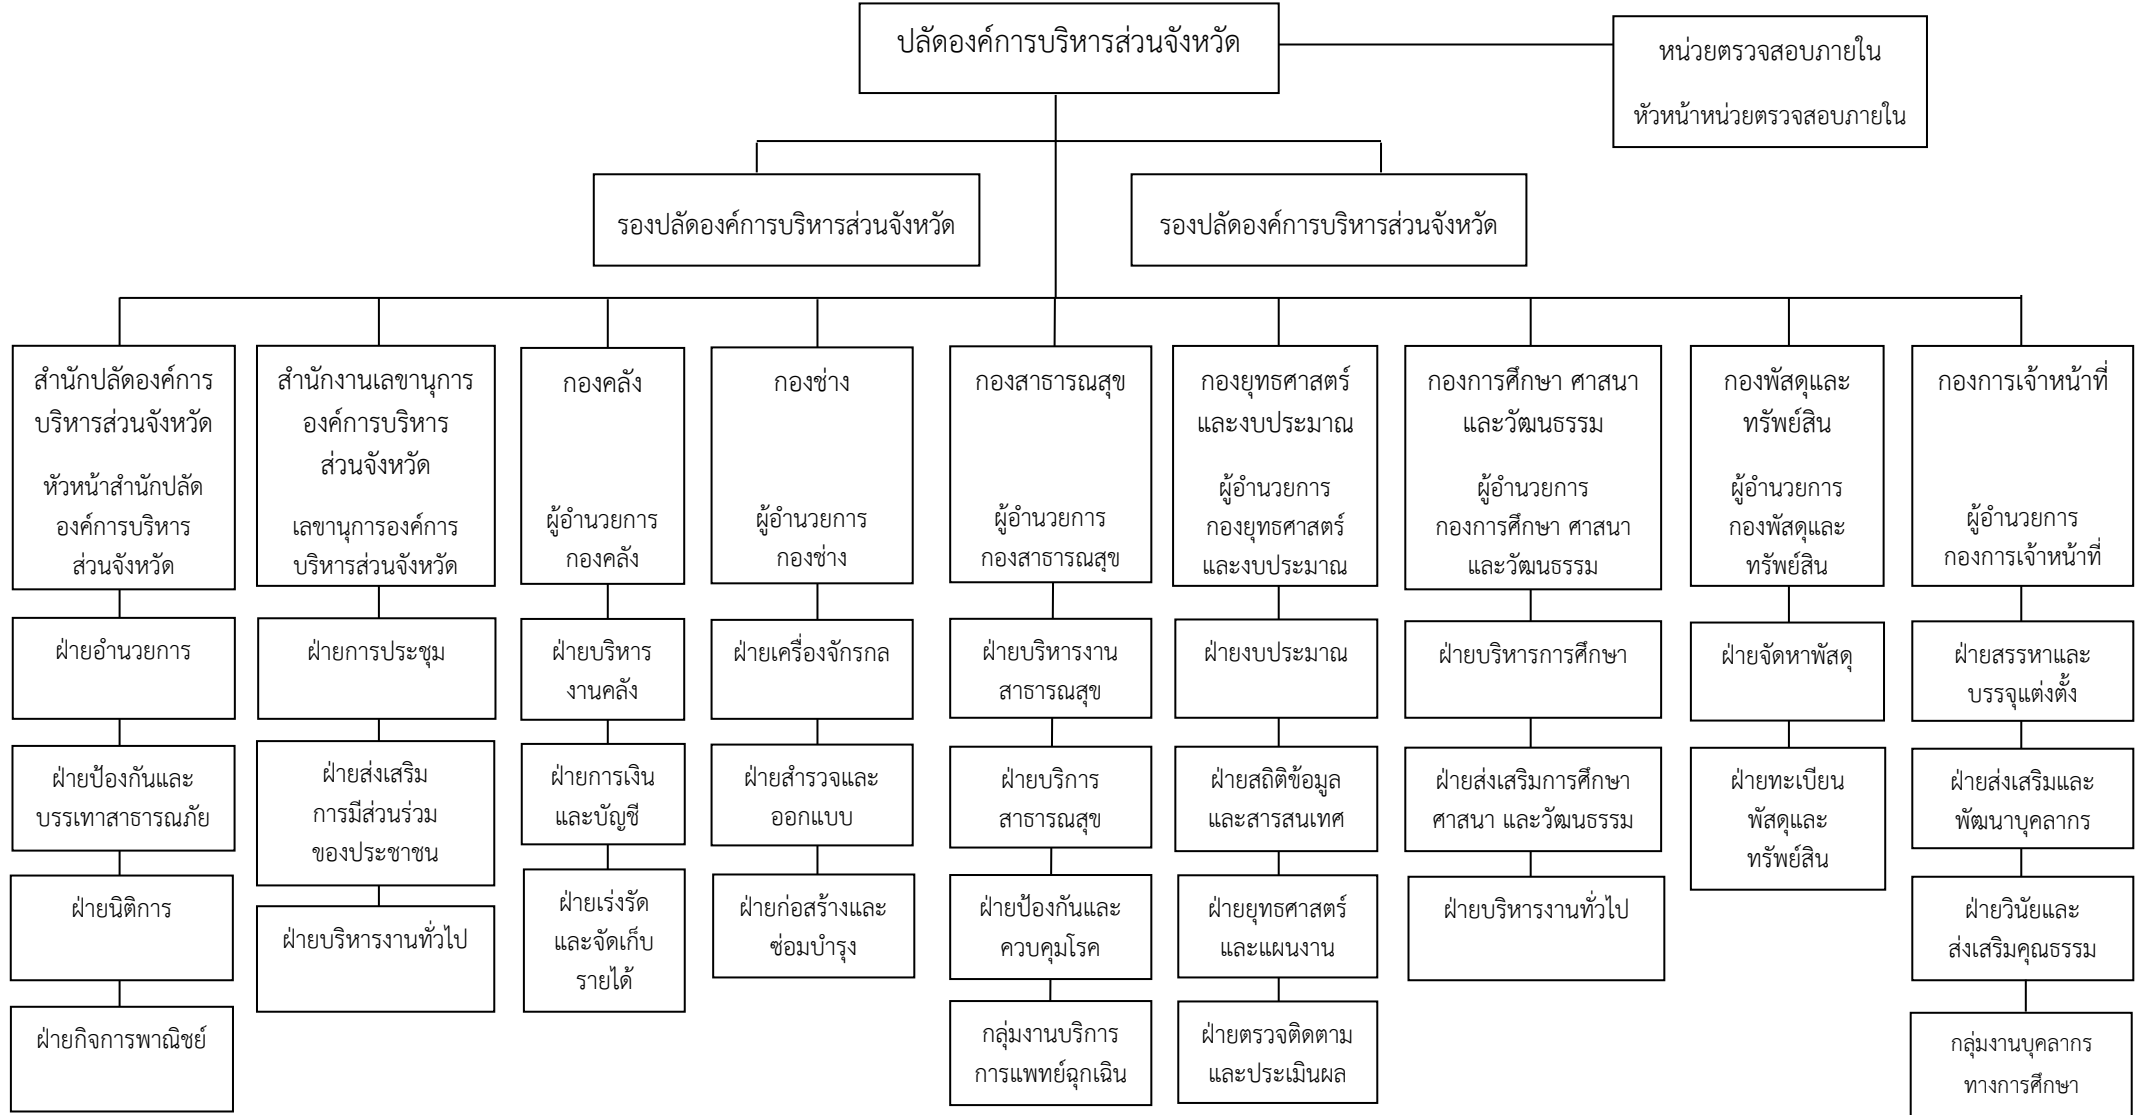 ปลัดองค์การบริหารส่วนจังหวัด
หน่วยตรวจสอบภายใน
หัวหน้าหน่วยตรวจสอบภายใน
รองปลัดองค์การบริหารส่วนจังหวัด
รองปลัดองค์การบริหารส่วนจังหวัด
สำนักปลัดองค์การ
บริหารส่วนจังหวัด
หัวหน้าสำนักปลัด
องค์การบริหาร
ส่วนจังหวัด
ฝ่ายอำนวยการ
ฝ่ายป้องกันและ
บรรเทาสาธารณภัย
ฝ่ายนิติการ
ฝ่ายกิจการพาณิชย์
สำนักงานเลขานุการ
องค์การบริหาร
ส่วนจังหวัด
เลขานุการองค์การ
บริหารส่วนจังหวัด
ฝ่ายการประชุม
ฝ่ายส่งเสริม
การมีส่วนร่วม
ของประชาชน
ฝ่ายบริหารงานทั่วไป
กองคลัง
ผู้อำนวยการ
กองคลัง
ฝ่ายบริหาร
งานคลัง
ฝ่ายการเงิน
และบัญชี
ฝ่ายเร่งรัด
และจัดเก็บ
รายได้
กองช่าง
ผู้อำนวยการ
กองช่าง
ฝ่ายเครื่องจักรกล
ฝ่ายสำรวจและ
ออกแบบ
ฝ่ายก่อสร้างและ
ซ่อมบำรุง
กองสาธารณสุข
ผู้อำนวยการ
กองสาธารณสุข
ฝ่ายบริหารงาน
สาธารณสุข
ฝ่ายบริการ
สาธารณสุข
ฝ่ายป้องกันและ
ควบคุมโรค
กลุ่มงานบริการ
การแพทย์ฉุกเฉิน
กองยุทธศาสตร์
และงบประมาณ
ผู้อำนวยการ
กองยุทธศาสตร์
และงบประมาณ
ฝ่ายงบประมาณ
ฝ่ายสถิติข้อมูล
และสารสนเทศ
ฝ่ายยุทธศาสตร์
และแผนงาน
ฝ่ายตรวจติดตาม
และประเมินผล
กองการศึกษา ศาสนา
และวัฒนธรรม
ผู้อำนวยการ
กองการศึกษา ศาสนา
และวัฒนธรรม
ฝ่ายบริหารการศึกษา
ฝ่ายส่งเสริมการศึกษา
ศาสนา และวัฒนธรรม
ฝ่ายบริหารงานทั่วไป
กองพัสดุและ
ทรัพย์สิน
ผู้อำนวยการ
กองพัสดุและ
ทรัพย์สิน
ฝ่ายจัดหาพัสดุ
ฝ่ายทะเบียน
พัสดุและ
ทรัพย์สิน
กองการเจ้าหน้าที่
ผู้อำนวยการ
กองการเจ้าหน้าที่
ฝ่ายสรรหาและ
บรรจุแต่งตั้ง
ฝ่ายส่งเสริมและ
พัฒนาบุคลากร
ฝ่ายวินัยและ
ส่งเสริมคุณธรรม
กลุ่มงานบุคลากร
ทางการศึกษา